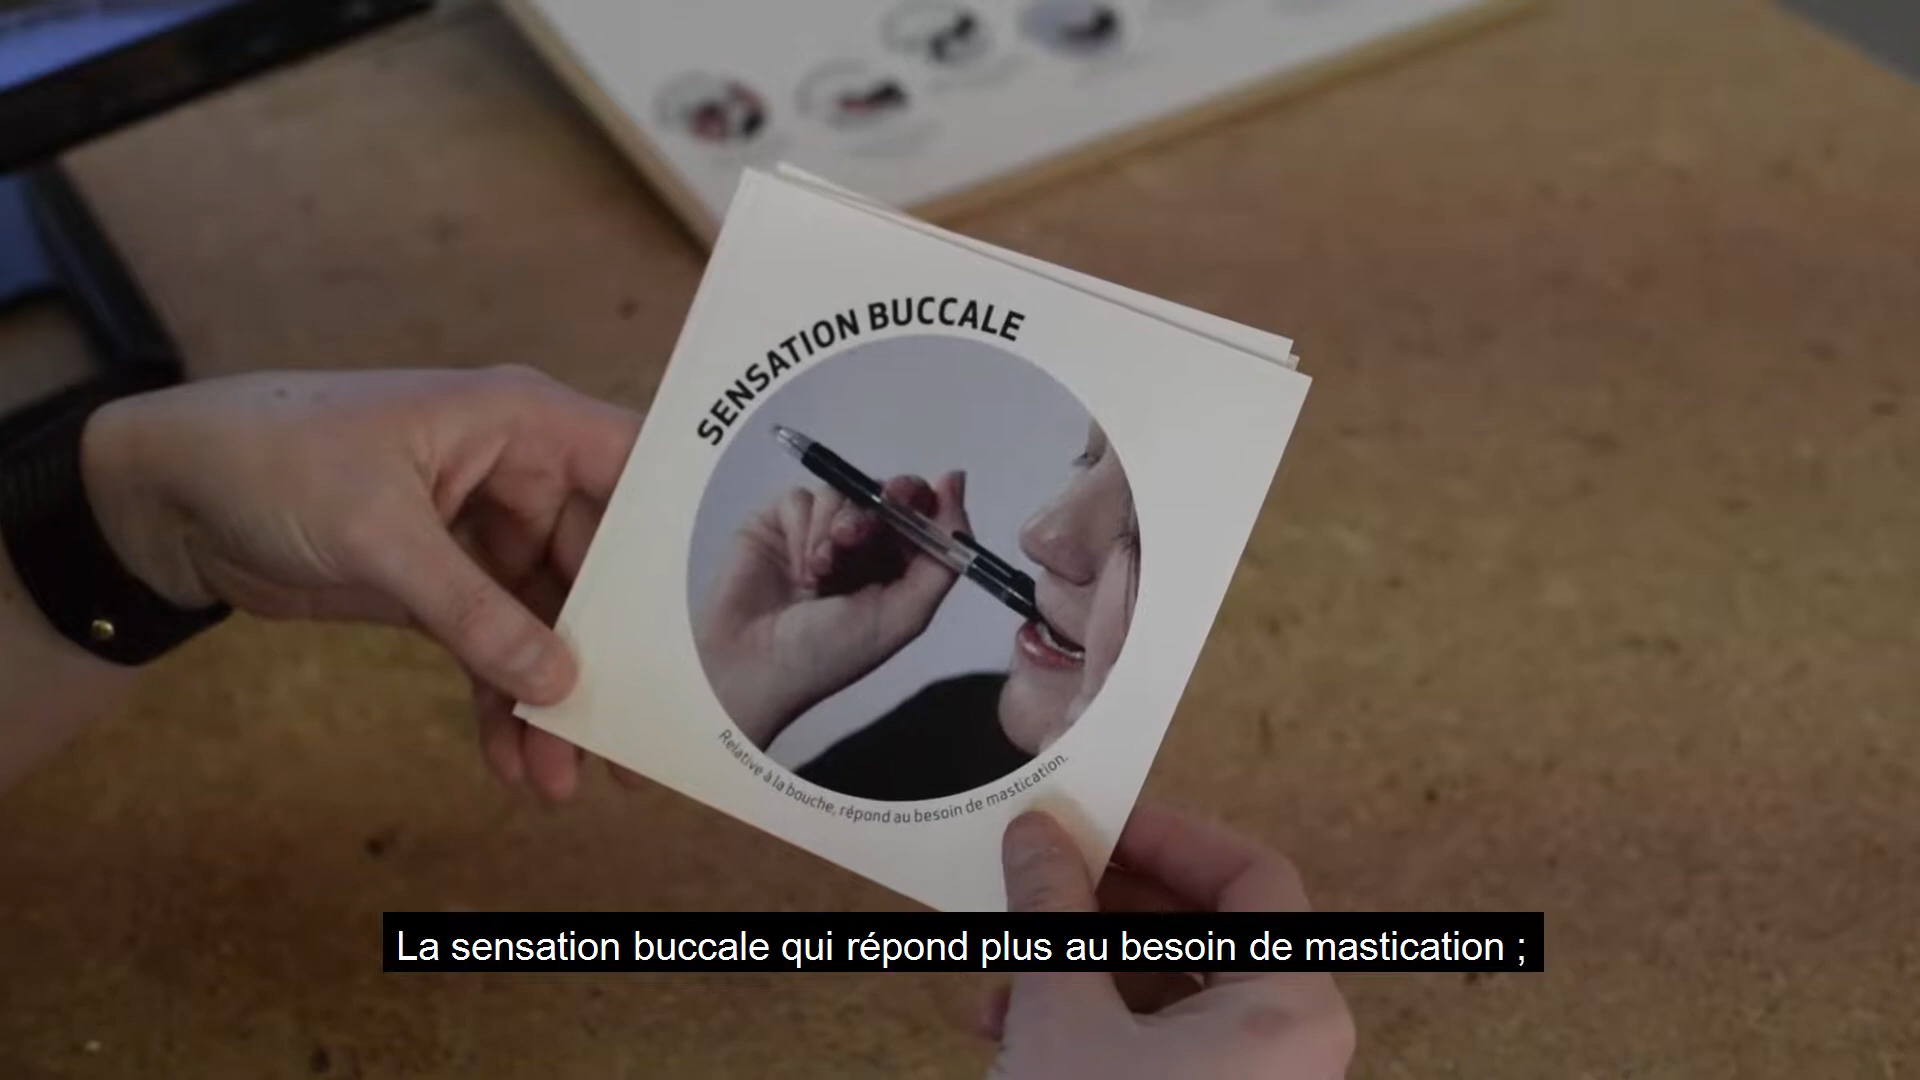 SENSATION BUCCALE
Relative à la bouche, répond au besoin de mastication.
La sensation buccale qui répond plus au besoin de mastication ;